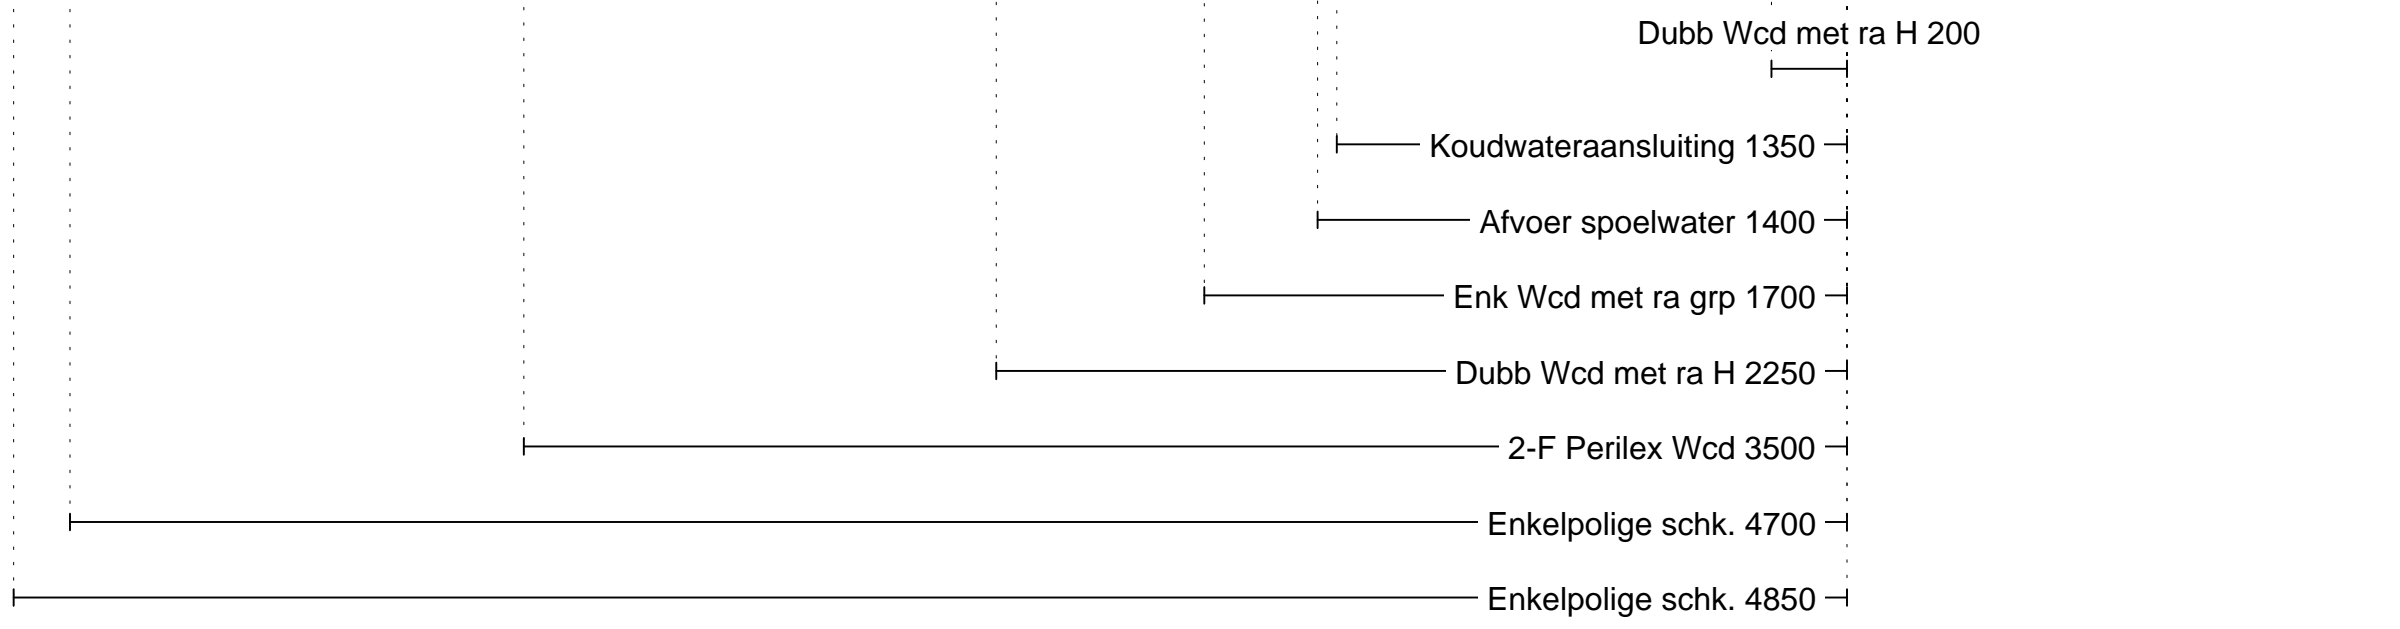 Dubb Wcd met ra H 200
Koudwateraansluiting 1350
Afvoer spoelwater 1400
Enk Wcd met ra grp 1700
Dubb Wcd met ra H 2250
2-F Perilex Wcd 3500
Enkelpolige schk. 4700
Enkelpolige schk. 4850